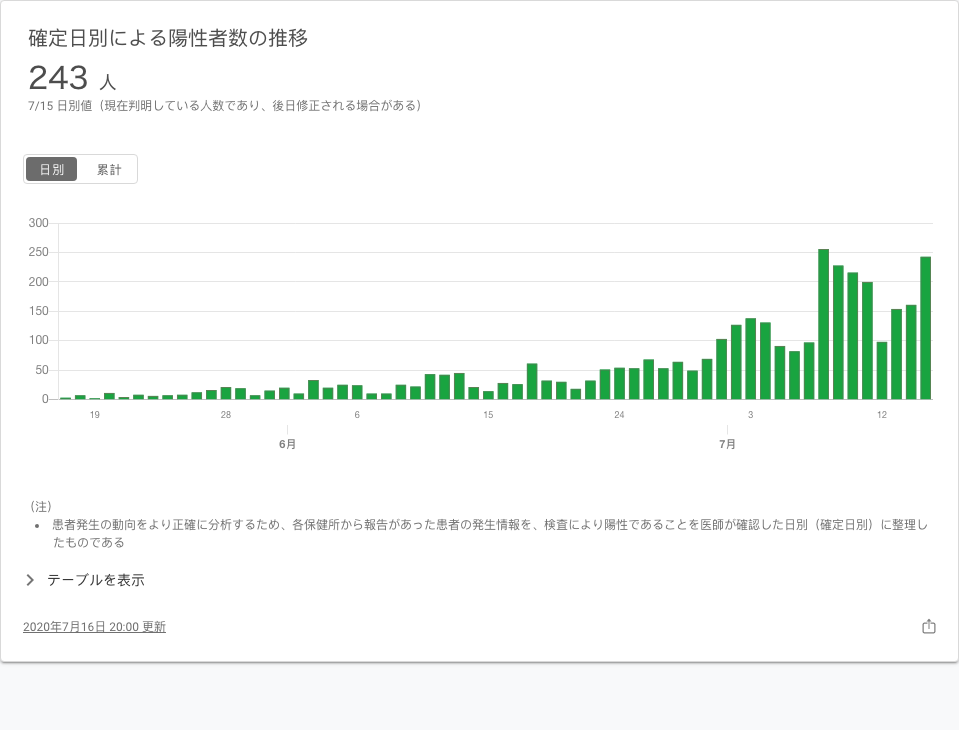 確定日別による陽性者数の推移
243 人
7/15 日別値（現在判明している人数であり、後日修正される場合がある）
日別 累計
300
250
200
150
100
50
0
19 28 6 15 24 3 12
6月 7月
（注）
• 患者発生の動向をより正確に分析するため、各保健所から報告があった患者の発生情報を、検査により陽性であることを医師が確認した日別（確定日別）に整理し
たものである
テーブルを表示
2020年7月16日 20:00 更新